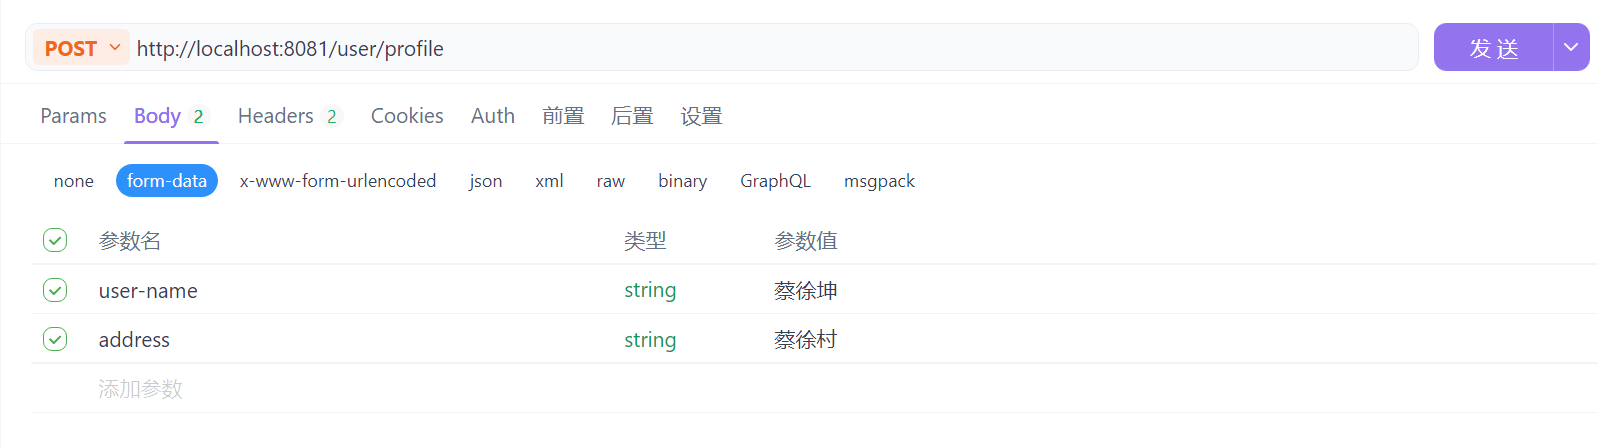 POST http://localhost:8081/user/profile 发送
Params Body 2 Headers 2 Cookies Auth 前置 后置 设置
none form-data x-www-form-urlencoded json xml raw binary GraphQL msgpack
参数名 类型 参数值
user-name string 蔡徐坤
address string 蔡徐村
添加参数